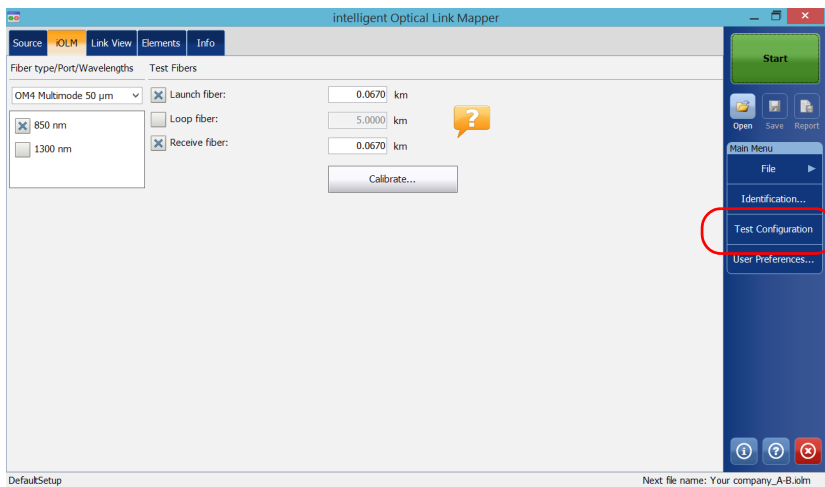 intelligent Optical Link Mapper
Source iOLM Link View Elements Info
Start
Fiber type/Port/Wavelengths Test Fibers
OM4 Multimode 50 µm
Launch fiber: 0.0670 km
850 nm
Loop fiber: 5.0000 km
1300 nm
Receive fiber: 0.0670 km
Calibrate...
?
Open Save Report
Main Menu
File
Identification...
Test Configuration
User Preferences...
DefaultSetup
Next file name: Your company_A-B.iolm